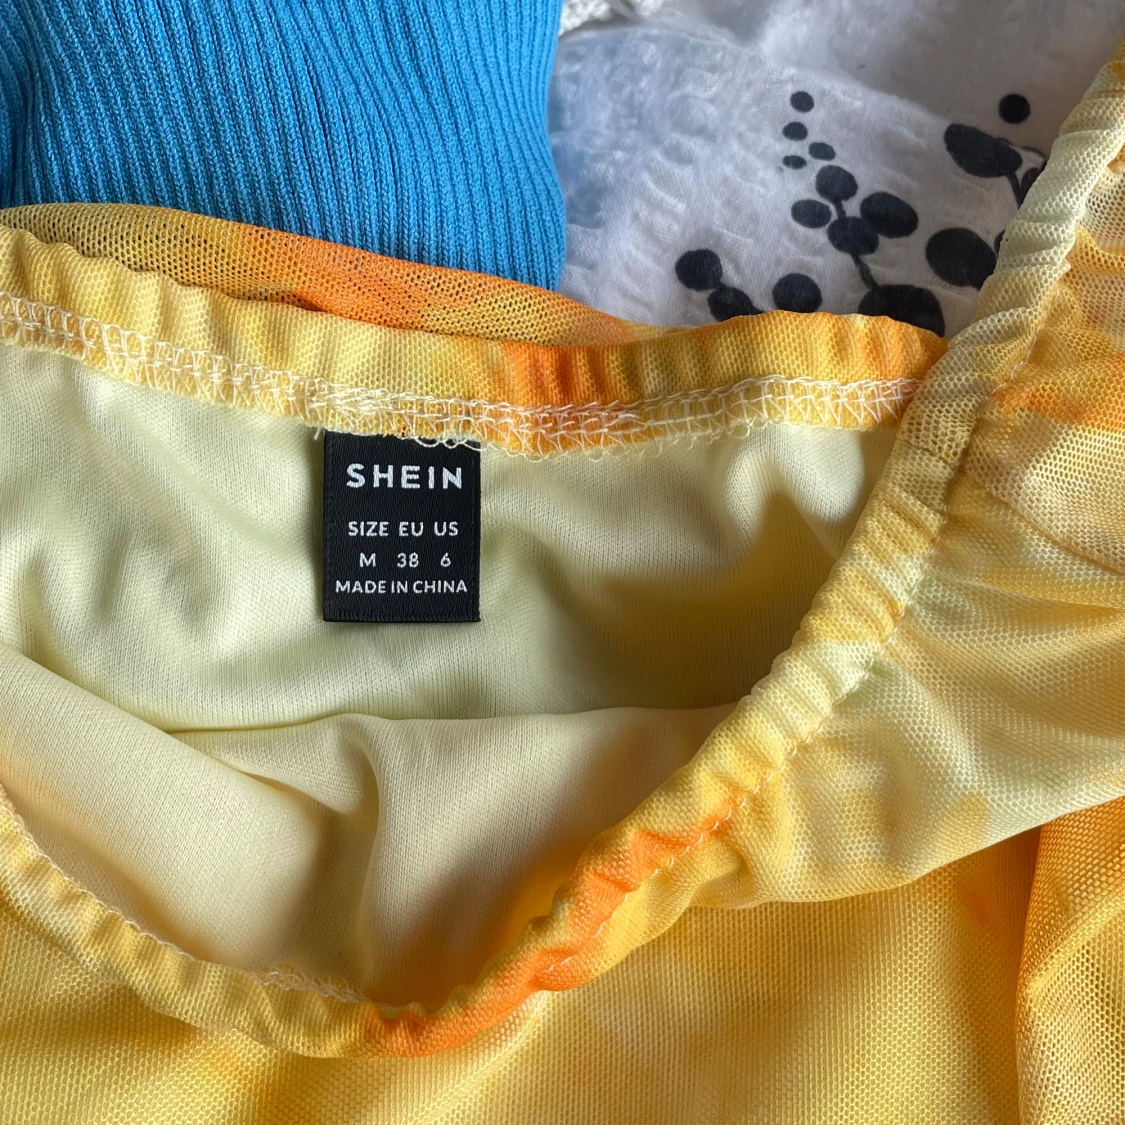 SHEIN
SIZE EU US
M 38 6
MADE IN CHINA